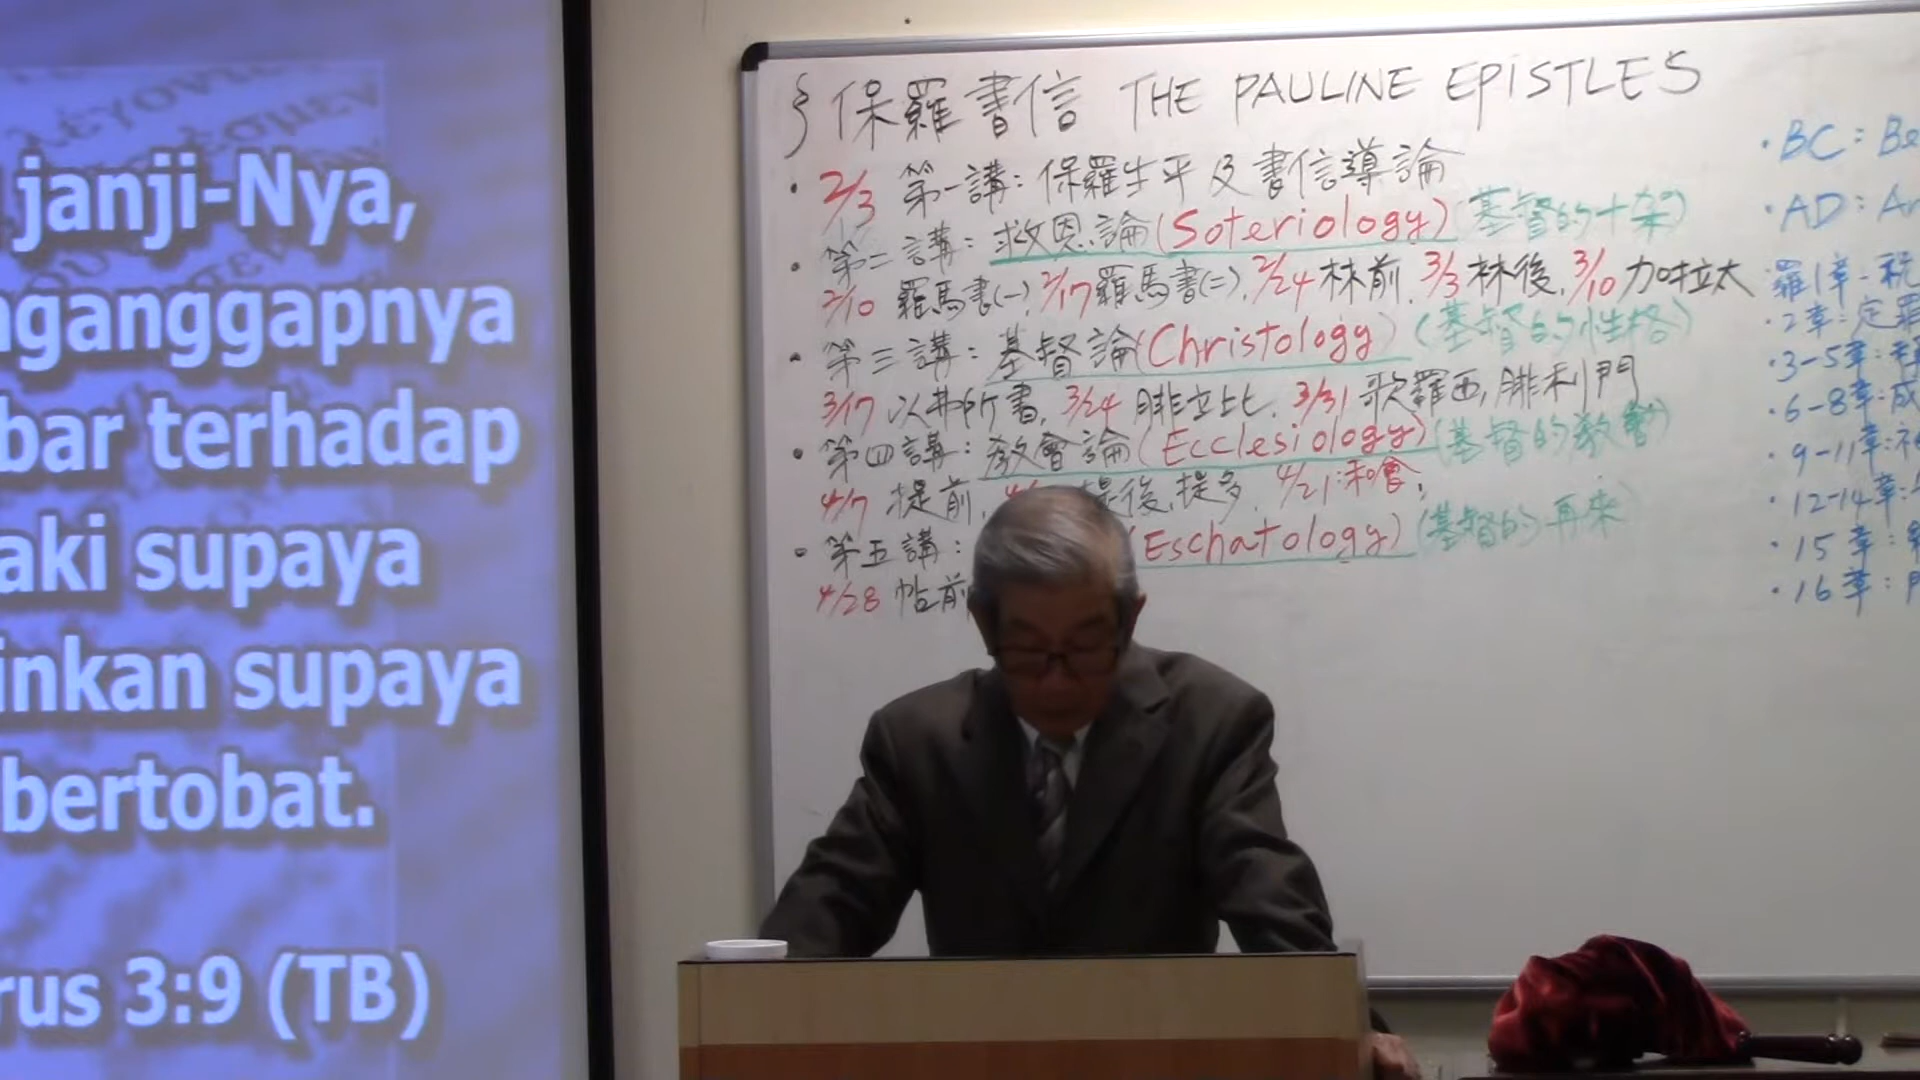 janji-Nya,
nganggapnya
bar terhadap
aki supaya
inkan supaya
bertobat.
rus 3:9 (TB)
保羅書信 THE PAULINE EPISTLES
• 2/3 第一講: 保羅生平及書信導論
• 第二講: 救恩論(Soteriology)(基督的十架)
2/10 羅馬書(一), 2/17 羅馬書(二), 2/24 林前, 3/3 林後, 3/10 加拉太
• 第三講: 基督論(Christology)(基督的性格)
3/17 以弗所書, 3/24 腓立比, 3/31 歌羅西, 腓利門
• 第四講: 教會論(Ecclesiology)(基督的教會)
4/7 提前, 提後, 提多, 4/21:
• 第五講: (Eschatology)(基督的再來)
4/28 帖前
• BC: Be
• AD: An
羅1章-
• 2章: 定罪
• 3-5章:
• 6-8章: 成
• 9-11章:
• 12-14章:
• 15章:
• 16章: